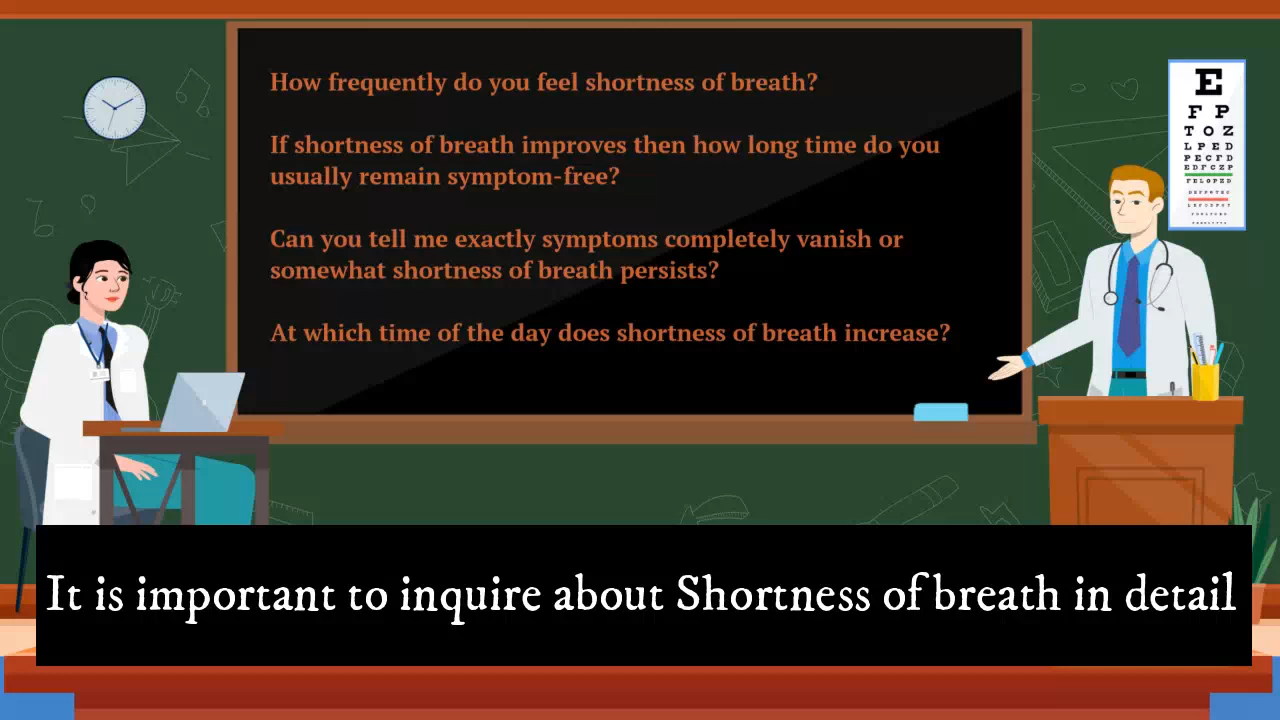 How frequently do you feel shortness of breath?
If shortness of breath improves then how long time do you
usually remain symptom-free?
Can you tell me exactly symptoms completely vanish or
somewhat shortness of breath persists?
At which time of the day does shortness of breath increase?
E
F P
T O Z
L P E D
P E C F D
E D F C Z P
F E L O P Z D
It is important to inquire about Shortness of breath in detail